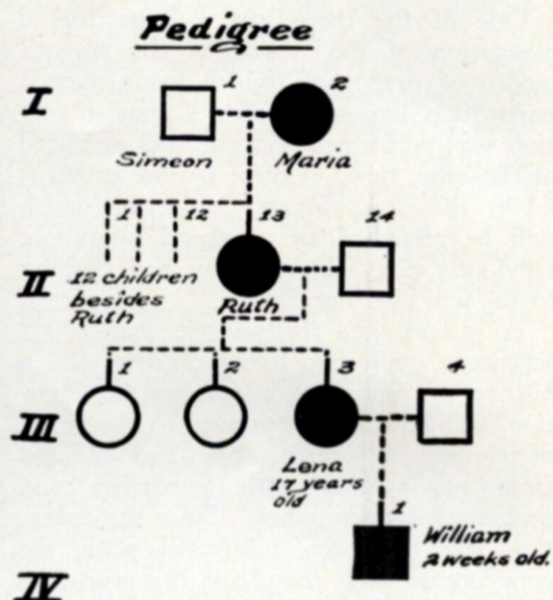 Pedigree
I
1
2
Simeon
Maria
1
12
13
14
II
12 children
besides
Ruth
Ruth
1
2
3
4
III
Lena
17 years
old
1
William
2 weeks old.
IV